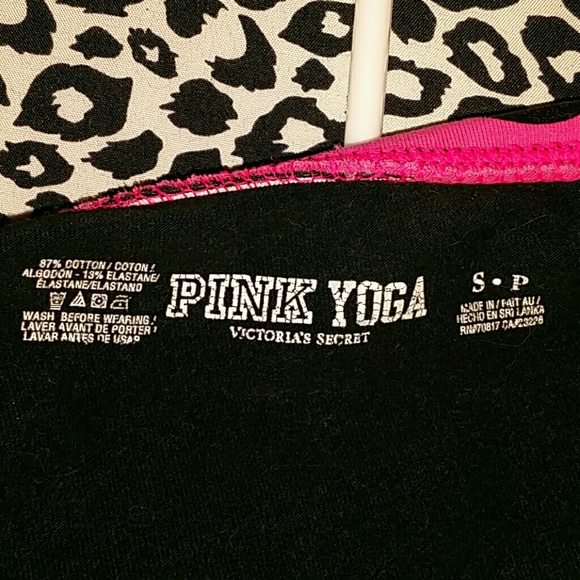 87% COTTON / COTON /
ALGODON - 13% ELASTANE/
ÉLASTANE/ELASTANO
WASH BEFORE WEARING /
LAVER AVANT DE PORTER /
LAVAR ANTES DE USAR
PINK YOGA
VICTORIA'S SECRET
S • P
MADE IN / FAIT AU /
HECHO EN SRI LANKA
RN#70817 CA#23226